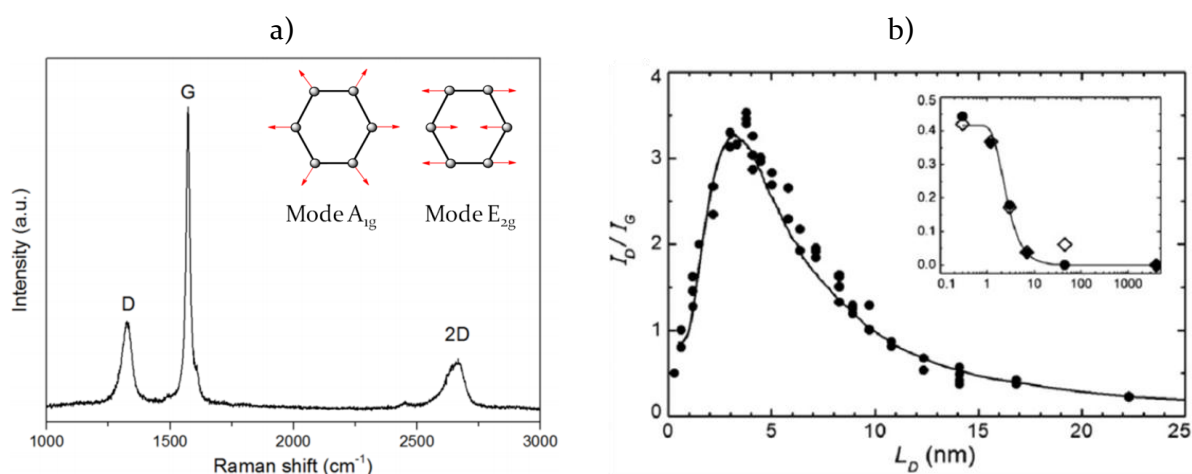 a)
Intensity (a.u.)
D
G
2D
Mode A1g
Mode E2g
1000 1500 2000 2500 3000
Raman shift (cm-1)
b)
ID/IG
4
3
2
1
0
0 5 10 15 20 25
LD (nm)
0.5
0.4
0.3
0.2
0.1
0.0
0.1 1 10 100 1000